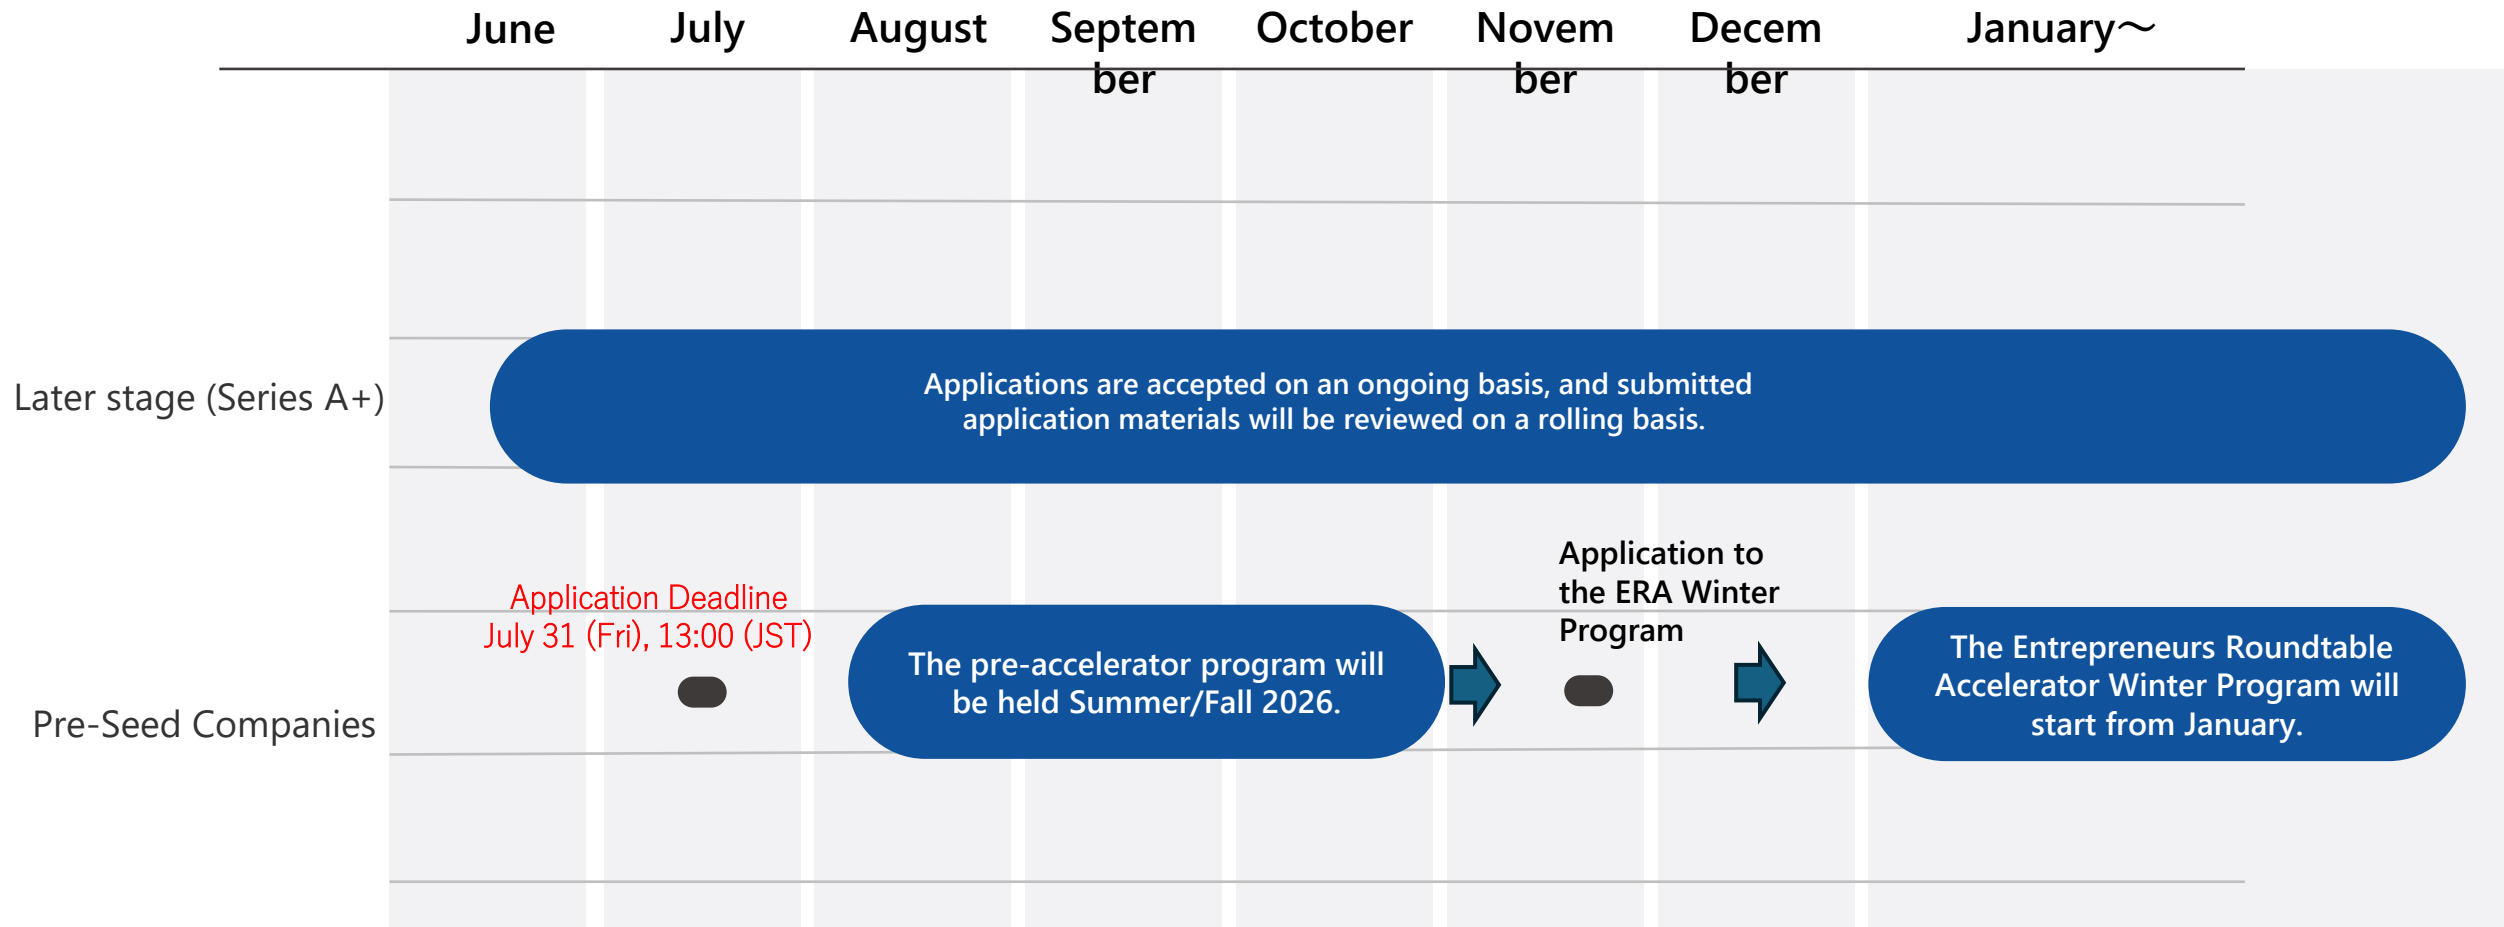 June July August Septem October Novem Decem January～
ber ber ber
Later stage (Series A+)
Applications are accepted on an ongoing basis, and submitted
application materials will be reviewed on a rolling basis.
Pre-Seed Companies
Application Deadline
July 31 (Fri), 13:00 (JST)
The pre-accelerator program will
be held Summer/Fall 2026.
Application to
the ERA Winter
Program
The Entrepreneurs Roundtable
Accelerator Winter Program will
start from January.